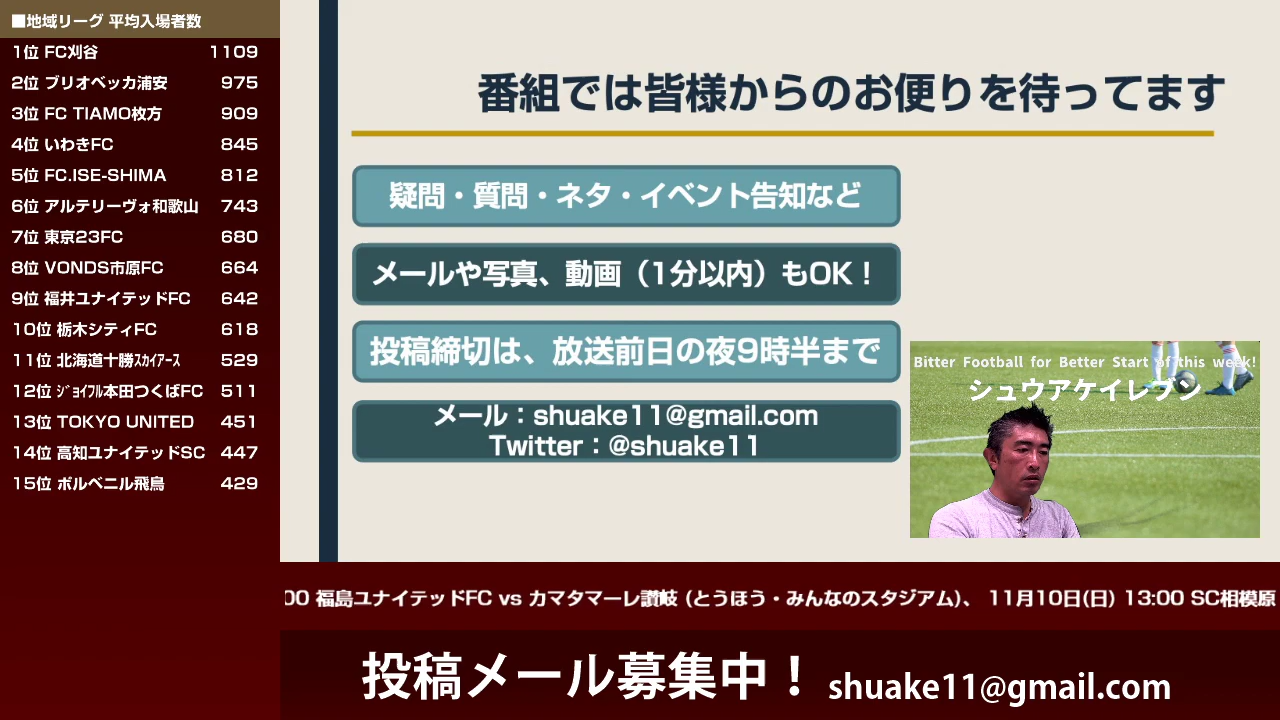 ■地域リーグ 平均入場者数
1位 FC刈谷 1109
2位 ブリオベッカ浦安 975
3位 FC TIAMO枚方 909
4位 いわきFC 845
5位 FC.ISE-SHIMA 812
6位 アルテリーヴォ和歌山 743
7位 東京23FC 680
8位 VONDS市原FC 664
9位 福井ユナイテッドFC 642
10位 栃木シティFC 618
11位 北海道十勝ｽｶｲｱｰｽ 529
12位 ｼﾞｮｲﾌﾙ本田つくばFC 511
13位 TOKYO UNITED 451
14位 高知ユナイテッドSC 447
15位 ポルベニル飛鳥 429
番組では皆様からのお便りを待ってます
疑問・質問・ネタ・イベント告知など
メールや写真、動画（1分以内）もOK！
投稿締切は、放送前日の夜9時半まで
メール：shuake11@gmail.com
Twitter：@shuake11
Bitter Football for Better Start of this week!
シュウアケイレブン
00 福島ユナイテッドFC vs カマタマーレ讃岐 (とうほう・みんなのスタジアム)、 11月10日(日) 13:00 SC相模原
投稿メール募集中！ shuake11@gmail.com